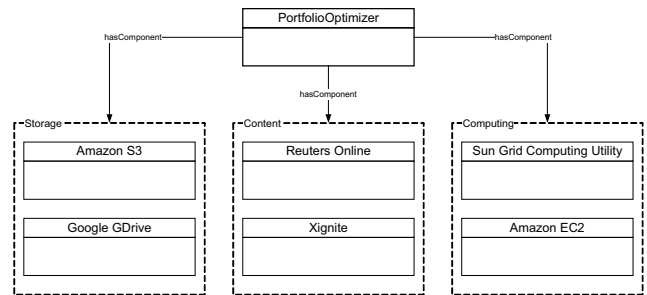 PortfolioOptimizer
hasComponent
hasComponent
hasComponent
Storage
Content
Computing
Amazon S3
Reuters Online
Sun Grid Computing Utility
Google GDrive
Xignite
Amazon EC2